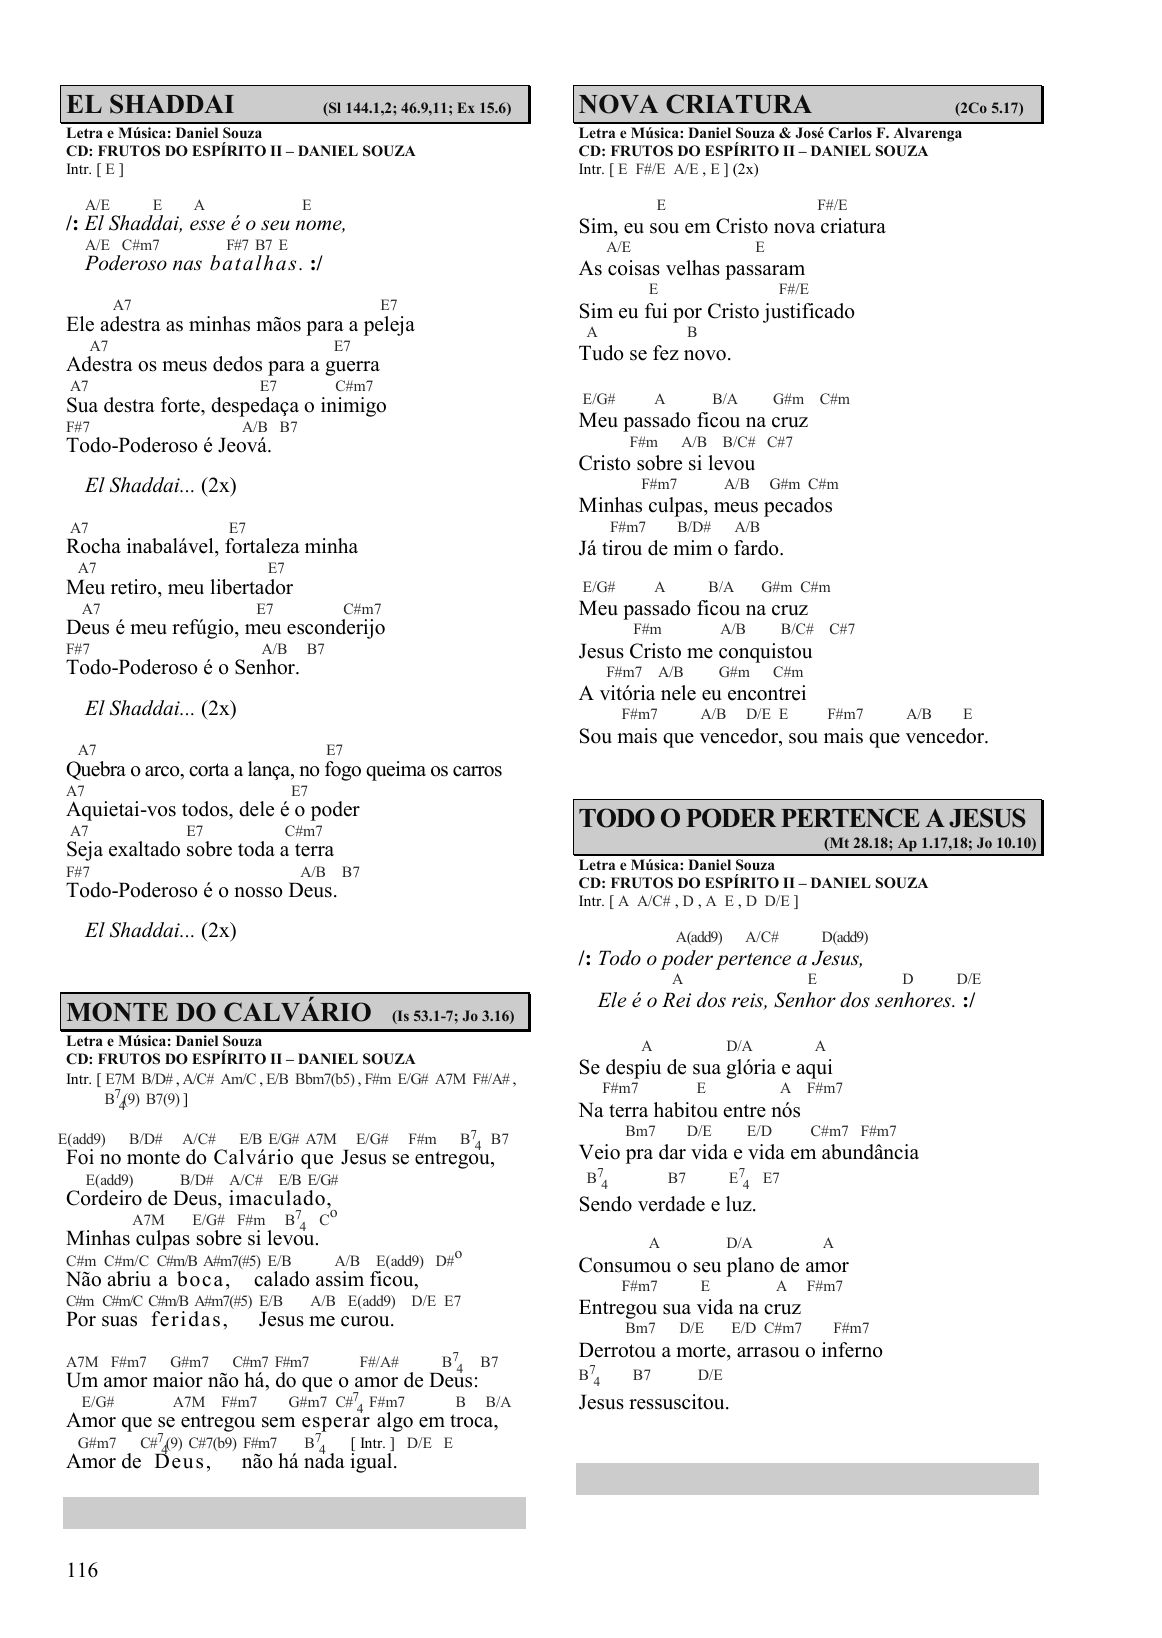 EL SHADDAI (Sl 144.1,2; 46.9,11; Ex 15.6)
Letra e Música: Daniel Souza
CD: FRUTOS DO ESPÍRITO II – DANIEL SOUZA
Intr. [ E ]
A/E E A E
/: El Shaddai, esse é o seu nome,
A/E C#m7 F#7 B7 E
Poderoso nas batalhas. :/
A7 E7
Ele adestra as minhas mãos para a peleja
A7 E7
Adestra os meus dedos para a guerra
A7 E7 C#m7
Sua destra forte, despedaça o inimigo
F#7 A/B B7
Todo-Poderoso é Jeová.
El Shaddai... (2x)
A7 E7
Rocha inabalável, fortaleza minha
A7 E7
Meu retiro, meu libertador
A7 E7 C#m7
Deus é meu refúgio, meu esconderijo
F#7 A/B B7
Todo-Poderoso é o Senhor.
El Shaddai... (2x)
A7 E7
Quebra o arco, corta a lança, no fogo queima os carros
A7 E7
Aquietai-vos todos, dele é o poder
A7 E7 C#m7
Seja exaltado sobre toda a terra
F#7 A/B B7
Todo-Poderoso é o nosso Deus.
El Shaddai... (2x)
MONTE DO CALVÁRIO (Is 53.1-7; Jo 3.16)
Letra e Música: Daniel Souza
CD: FRUTOS DO ESPÍRITO II – DANIEL SOUZA
Intr. [ E7M B/D# , A/C# Am/C , E/B Bbm7(b5) , F#m E/G# A7M F#/A# ,
B74(9) B7(9) ]
E(add9) B/D# A/C# E/B E/G# A7M E/G# F#m B74 B7
Foi no monte do Calvário que Jesus se entregou,
E(add9) B/D# A/C# E/B E/G#
Cordeiro de Deus, imaculado,
A7M E/G# F#m B74 Cº
Minhas culpas sobre si levou.
C#m C#m/C C#m/B A#m7(#5) E/B A/B E(add9) D#º
Não abriu a boca, calado assim ficou,
C#m C#m/C C#m/B A#m7(#5) E/B A/B E(add9) D/E E7
Por suas feridas, Jesus me curou.
A7M F#m7 G#m7 C#m7 F#m7 F#/A# B74 B7
Um amor maior não há, do que o amor de Deus:
E/G# A7M F#m7 G#m7 C#74 F#m7 B B/A
Amor que se entregou sem esperar algo em troca,
G#m7 C#74(9) C#7(b9) F#m7 B74 [ Intr. ] D/E E
Amor de Deus, não há nada igual.
116
NOVA CRIATURA (2Co 5.17)
Letra e Música: Daniel Souza & José Carlos F. Alvarenga
CD: FRUTOS DO ESPÍRITO II – DANIEL SOUZA
Intr. [ E F#/E A/E , E ] (2x)
E F#/E
Sim, eu sou em Cristo nova criatura
A/E E
As coisas velhas passaram
E F#/E
Sim eu fui por Cristo justificado
A B
Tudo se fez novo.
E/G# A B/A G#m C#m
Meu passado ficou na cruz
F#m A/B B/C# C#7
Cristo sobre si levou
F#m7 A/B G#m C#m
Minhas culpas, meus pecados
F#m7 B/D# A/B
Já tirou de mim o fardo.
E/G# A B/A G#m C#m
Meu passado ficou na cruz
F#m A/B B/C# C#7
Jesus Cristo me conquistou
F#m7 A/B G#m C#m
A vitória nele eu encontrei
F#m7 A/B D/E E F#m7 A/B E
Sou mais que vencedor, sou mais que vencedor.
TODO O PODER PERTENCE A JESUS
(Mt 28.18; Ap 1.17,18; Jo 10.10)
Letra e Música: Daniel Souza
CD: FRUTOS DO ESPÍRITO II – DANIEL SOUZA
Intr. [ A A/C# , D , A E , D D/E ]
A(add9) A/C# D(add9)
/: Todo o poder pertence a Jesus,
A E D D/E
Ele é o Rei dos reis, Senhor dos senhores. :/
A D/A A
Se despiu de sua glória e aqui
F#m7 E A F#m7
Na terra habitou entre nós
Bm7 D/E E/D C#m7 F#m7
Veio pra dar vida e vida em abundância
B74 B7 E74 E7
Sendo verdade e luz.
A D/A A
Consumou o seu plano de amor
F#m7 E A F#m7
Entregou sua vida na cruz
Bm7 D/E E/D C#m7 F#m7
Derrotou a morte, arrasou o inferno
B74 B7 D/E
Jesus ressuscitou.